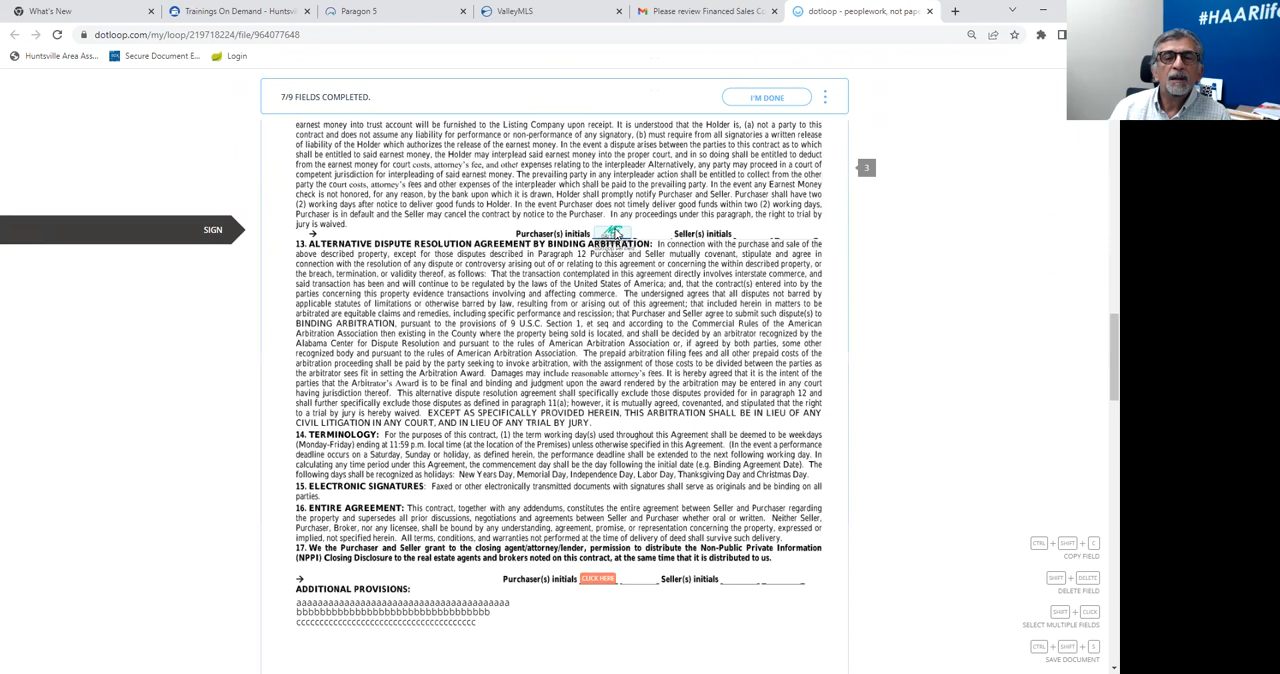 What's New
Trainings On Demand - Huntsvi
Paragon 5
ValleyMLS
Please review Financed Sales Co
dotloop - peoplework, not pape
dotloop.com/my/loop/219718224/file/964077648
Huntsville Area Ass...
Secure Document E...
Login
#HAARlife
7/9 FIELDS COMPLETED.
I'M DONE
3
SIGN
earnest money into trust account will be furnished to the Listing Company upon receipt. It is understood that the Holder is, (a) not a party to this
contract and does not assume any liability for performance or non-performance of any signatory, (b) must require from all signatories a written release
of liability of the Holder which authorizes the release of the earnest money. In the event a dispute arises between the parties to this contract as to which
shall be entitled to said earnest money, the Holder may interplead said earnest money into the proper court, and in so doing shall be entitled to deduct
from the earnest money for court costs, attorney's fee, and other expenses relating to the interpleader Alternatively, any party may proceed in a court of
competent jurisdiction for interpleading of said earnest money. The prevailing party in any interpleader action shall be entitled to collect from the other
party the court costs, attorney's fees and other expenses of the interpleader which shall be paid to the prevailing party. In the event any Earnest Money
check is not honored, for any reason, by the bank upon which it is drawn, Holder shall promptly notify Purchaser and Seller. Purchaser shall have two
(2) working days after notice to deliver good funds to Holder. In the event Purchaser does not timely deliver good funds within two (2) working days,
Purchaser is in default and the Seller may cancel the contract by notice to the Purchaser. In any proceedings under this paragraph, the right to trial by
jury is waived.
Purchaser(s) initials Seller(s) initials
13. ALTERNATIVE DISPUTE RESOLUTION AGREEMENT BY BINDING ARBITRATION: In connection with the purchase and sale of the
above described property, except for those disputes described in Paragraph 12 Purchaser and Seller mutually covenant, stipulate and agree in
connection with the resolution of any dispute or controversy arising out of or relating to this agreement or concerning the within described property, or
the breach, termination, or validity thereof, as follows: That the transaction contemplated in this agreement directly involves interstate commerce, and
said transaction has been and will continue to be regulated by the laws of the United States of America; and, that the contract(s) entered into by the
parties concerning this property evidence transactions involving and affecting commerce. The undersigned agrees that all disputes not barred by
applicable statutes of limitations or otherwise barred by law, resulting from or arising out of this agreement; that included herein in matters to be
arbitrated are equitable claims and remedies, including specific performance and rescission; that Purchaser and Seller agree to submit such dispute(s) to
BINDING ARBITRATION, pursuant to the provisions of 9 U.S.C. Section 1, et seq and according to the Commercial Rules of the American
Arbitration Association then existing in the County where the property being sold is located, and shall be decided by an arbitrator recognized by the
Alabama Center for Dispute Resolution and pursuant to the rules of American Arbitration Association or, if agreed by both parties, some other
recognized body and pursuant to the rules of American Arbitration Association. The prepaid arbitration filing fees and all other prepaid costs of the
arbitration proceeding shall be paid by the party seeking to invoke arbitration, with the assignment of those costs to be divided between the parties as
the arbitrator sees fit in setting the Arbitration Award. Damages may include reasonable attorney's fees. It is hereby agreed that it is the intent of the
parties that the Arbitrator's Award is to be final and binding and judgment upon the award rendered by the arbitration may be entered in any court
having jurisdiction thereof. This alternative dispute resolution agreement shall specifically exclude those disputes provided for in paragraph 12 and
shall further specifically exclude those disputes as defined in paragraph 11(a); however, it is mutually agreed, covenanted, and stipulated that the right
to a trial by jury is hereby waived. EXCEPT AS SPECIFICALLY PROVIDED HEREIN, THIS ARBITRATION SHALL BE IN LIEU OF ANY
CIVIL LITIGATION IN ANY COURT, AND IN LIEU OF ANY TRIAL BY JURY.
14. TERMINOLOGY: For the purposes of this contract, (1) the term working day(s) used throughout this Agreement shall be deemed to be weekdays
(Monday-Friday) ending at 11:59 p.m. local time (at the location of the Premises) unless otherwise specified in this Agreement. (In the event a performance
deadline occurs on a Saturday, Sunday or holiday, as defined herein, the performance deadline shall be extended to the next following working day. In
calculating any time period under this Agreement, the commencement day shall be the day following the initial date (e.g. Binding Agreement Date). The
following days shall be recognized as holidays: New Years Day, Memorial Day, Independence Day, Labor Day, Thanksgiving Day and Christmas Day.
15. ELECTRONIC SIGNATURES: Faxed or other electronically transmitted documents with signatures shall serve as originals and be binding on all
parties.
16. ENTIRE AGREEMENT: This contract, together with any addendums, constitutes the entire agreement between Seller and Purchaser regarding
the property and supersedes all prior discussions, negotiations and agreements between Seller and Purchaser whether oral or written. Neither Seller,
Purchaser, Broker, nor any licensee, shall be bound by any understanding, agreement, promise, or representation concerning the property, expressed or
implied, not specified herein. All terms, conditions, and warranties not performed at the time of delivery of deed shall survive such delivery.
17. We the Purchaser and Seller grant to the closing agent/attorney/lender, permission to distribute the Non-Public Private Information
(NPPI) Closing Disclosure to the real estate agents and brokers noted on this contract, at the same time that it is distributed to us.
Purchaser(s) initials CLICK HERE Seller(s) initials
ADDITIONAL PROVISIONS:
aaaaaaaaaaaaaaaaaaaaaaaaaaaaaaaaaaaaaaaaa
bbbbbbbbbbbbbbbbbbbbbbbbbbbbbbbbbbbb
cccccccccccccccccccccccccccccccccccccc
CTRL + SHIFT + C
COPY FIELD
SHIFT + DELETE
DELETE FIELD
SHIFT + CLICK
SELECT MULTIPLE FIELDS
CTRL + SHIFT + S
SAVE DOCUMENT